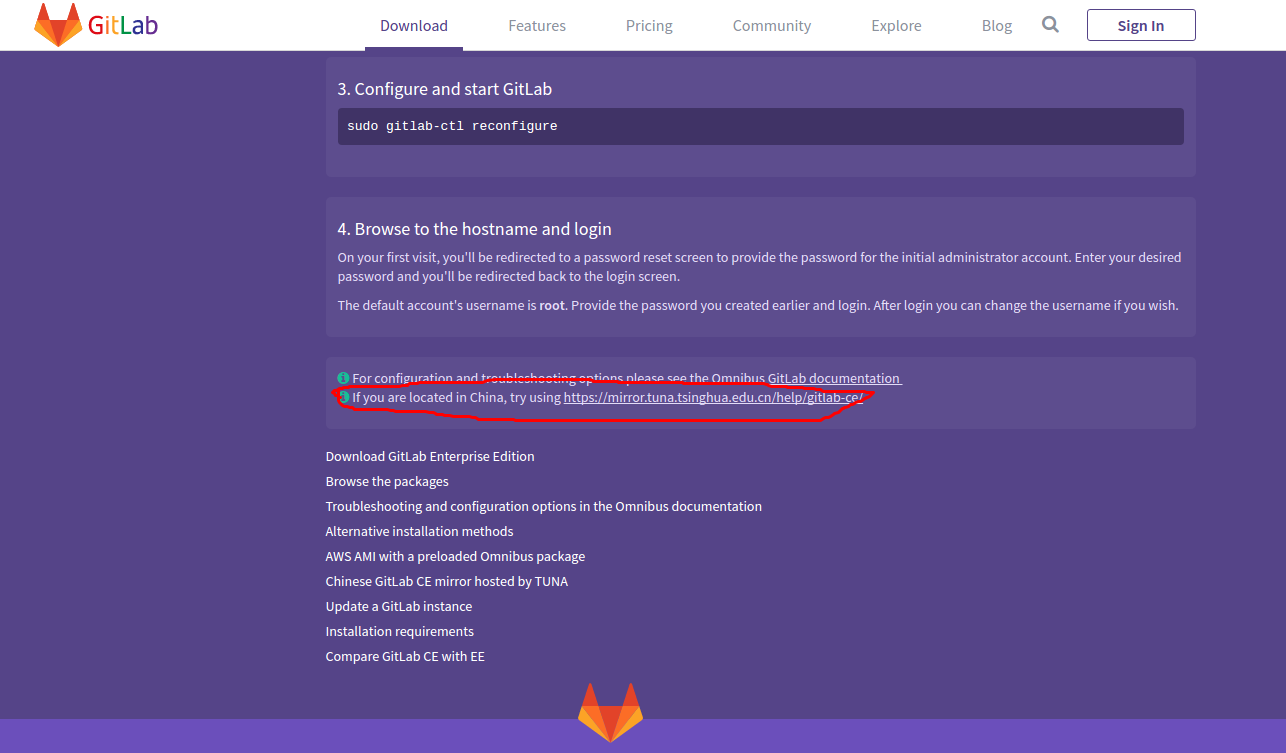 GitLab
Download
Features
Pricing
Community
Explore
Blog
Sign In
3. Configure and start GitLab
sudo gitlab-ctl reconfigure
4. Browse to the hostname and login
On your first visit, you'll be redirected to a password reset screen to provide the password for the initial administrator account. Enter your desired
password and you'll be redirected back to the login screen.
The default account's username is root. Provide the password you created earlier and login. After login you can change the username if you wish.
For configuration and troubleshooting options please see the Omnibus GitLab documentation
If you are located in China, try using https://mirror.tuna.tsinghua.edu.cn/help/gitlab-ce/
Download GitLab Enterprise Edition
Browse the packages
Troubleshooting and configuration options in the Omnibus documentation
Alternative installation methods
AWS AMI with a preloaded Omnibus package
Chinese GitLab CE mirror hosted by TUNA
Update a GitLab instance
Installation requirements
Compare GitLab CE with EE